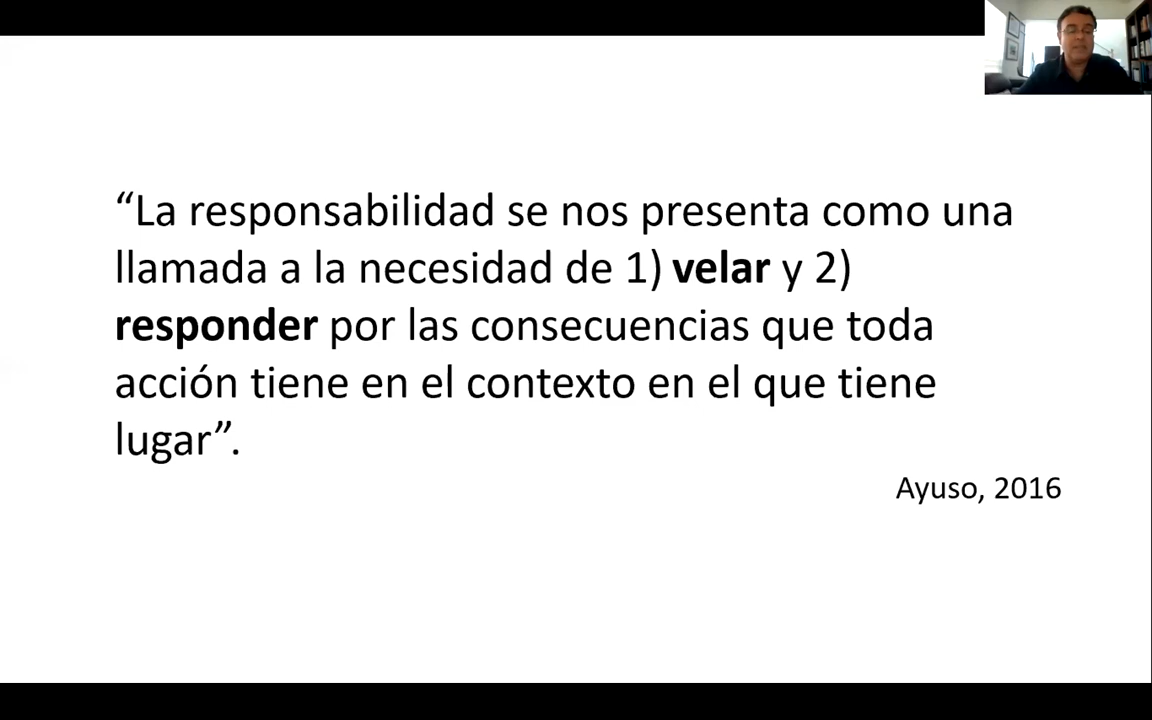 “La responsabilidad se nos presenta como una
llamada a la necesidad de 1) velar y 2)
responder por las consecuencias que toda
acción tiene en el contexto en el que tiene
lugar”.
Ayuso, 2016